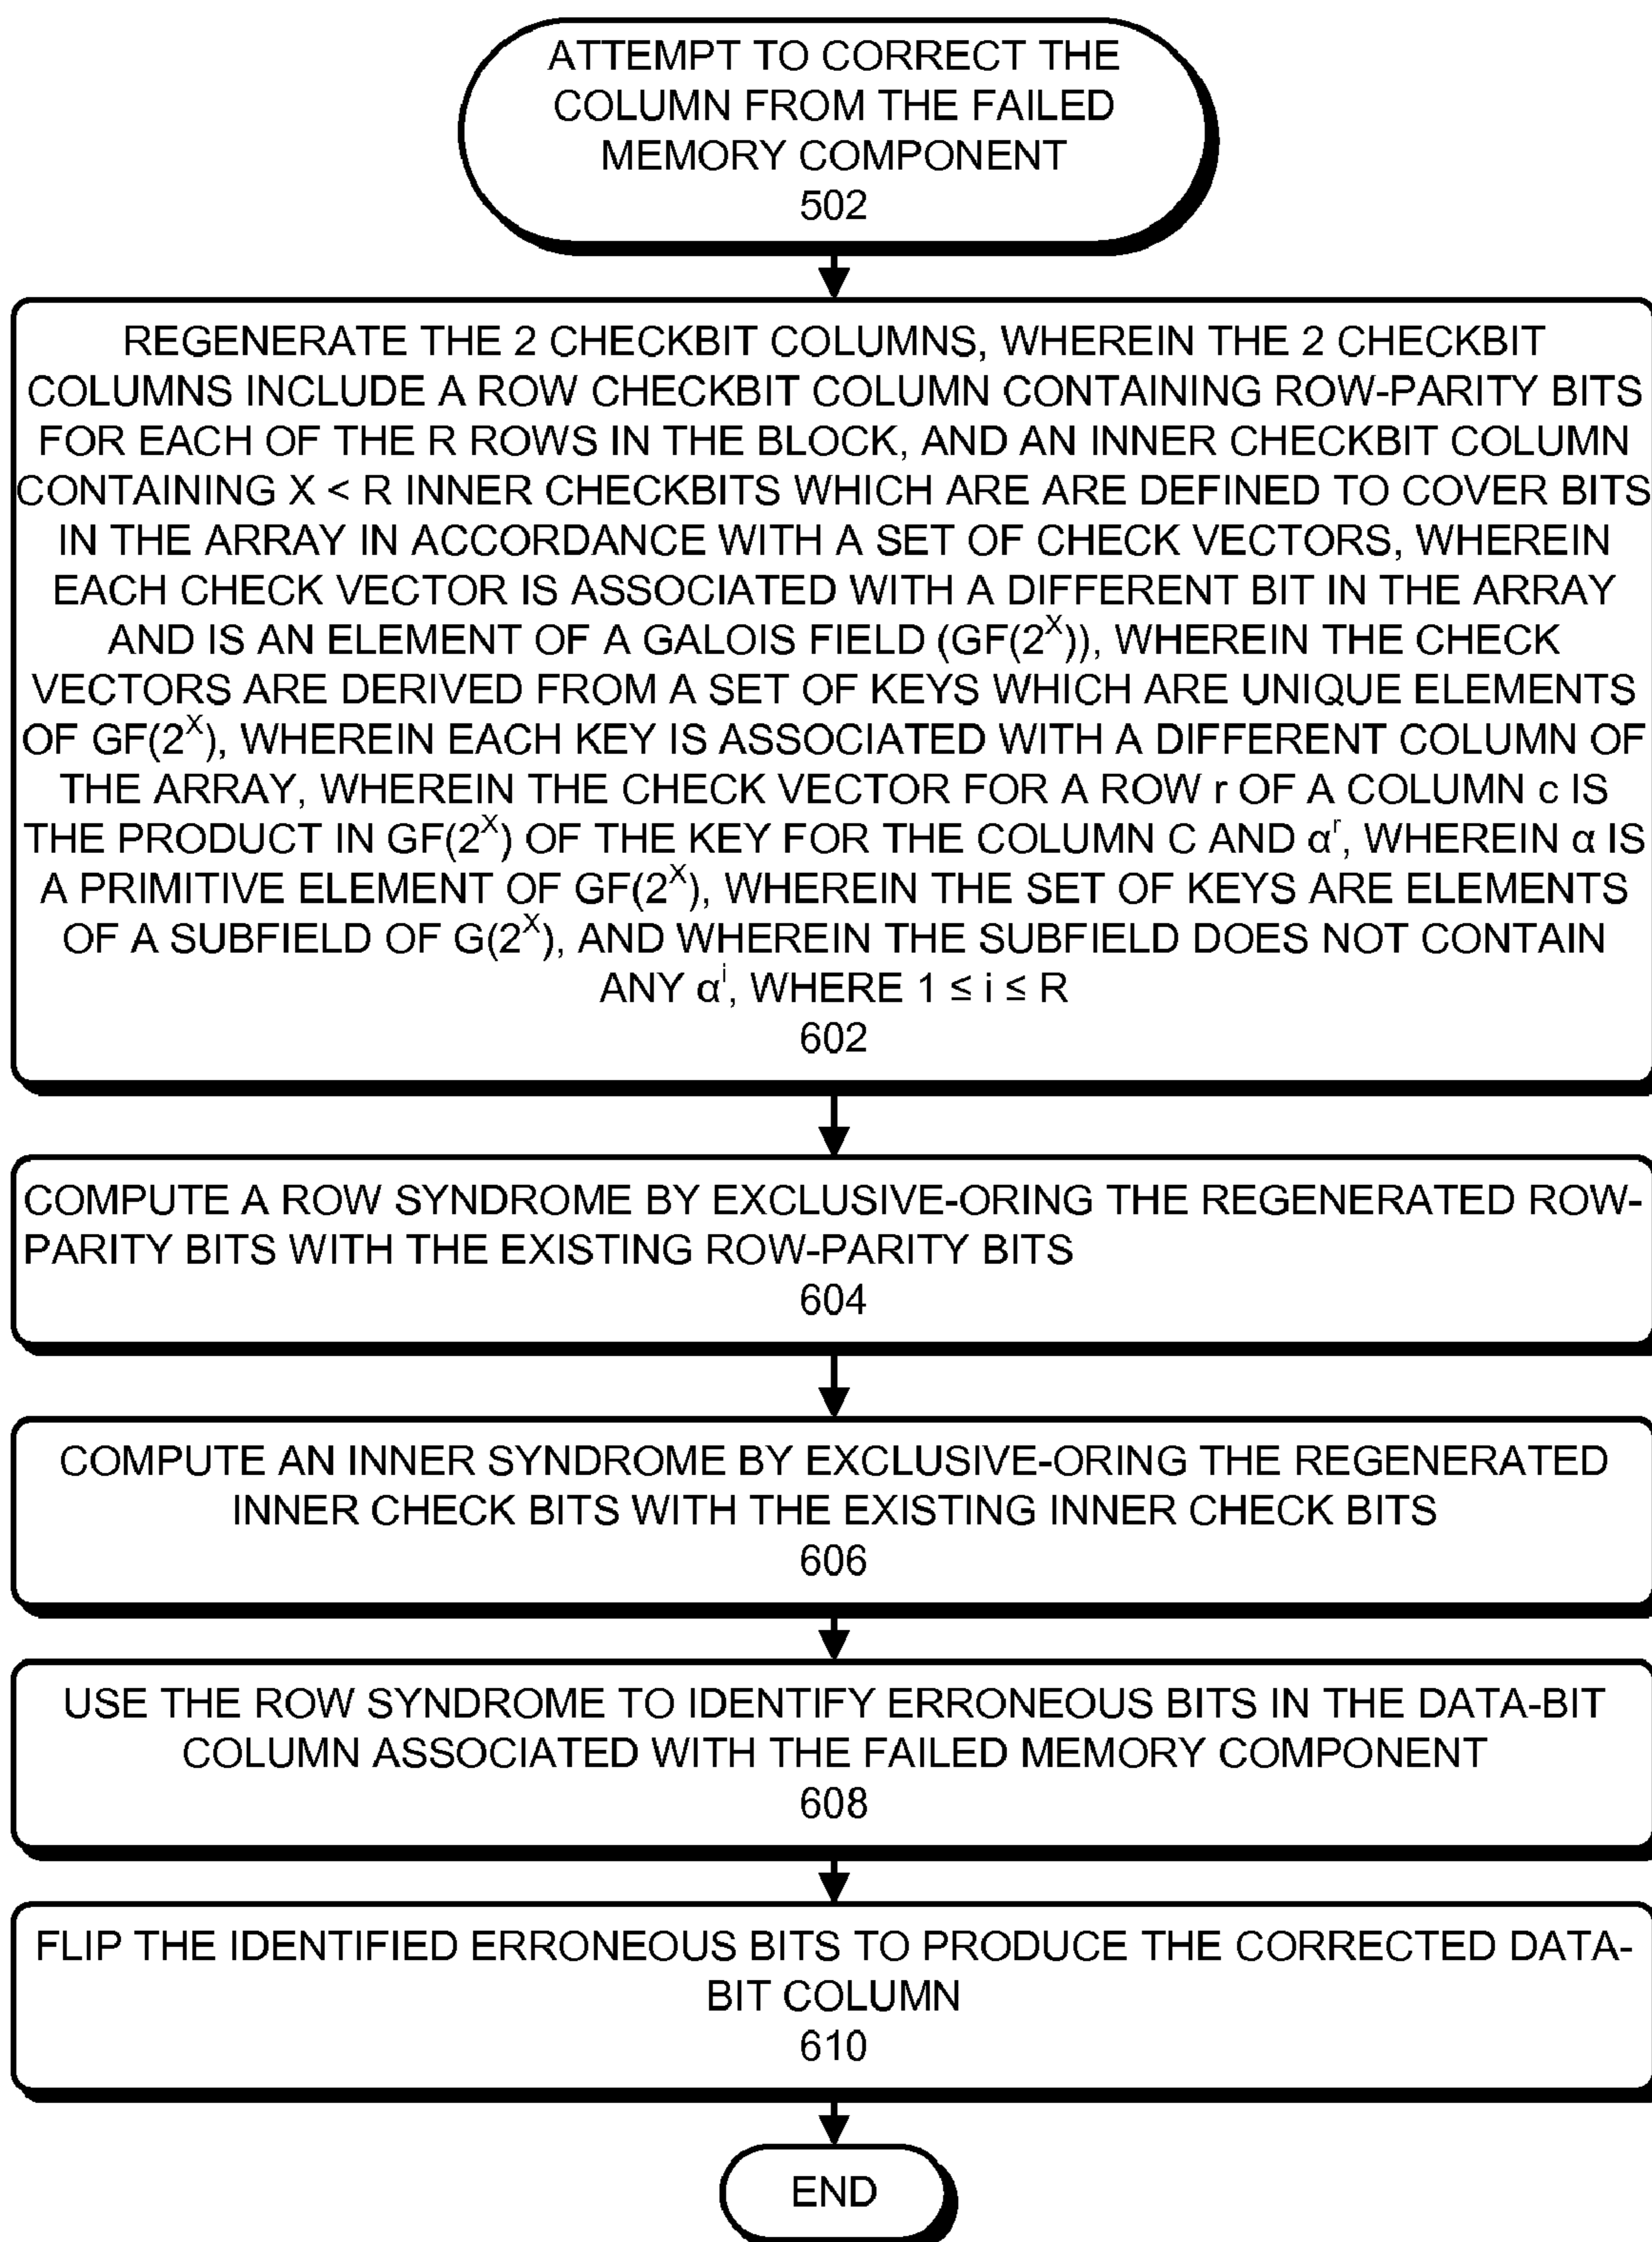 ATTEMPT TO CORRECT THE
COLUMN FROM THE FAILED
MEMORY COMPONENT
502
REGENERATE THE 2 CHECKBIT COLUMNS, WHEREIN THE 2 CHECKBIT
COLUMNS INCLUDE A ROW CHECKBIT COLUMN CONTAINING ROW-PARITY BITS
FOR EACH OF THE R ROWS IN THE BLOCK, AND AN INNER CHECKBIT COLUMN
CONTAINING X < R INNER CHECKBITS WHICH ARE ARE DEFINED TO COVER BITS
IN THE ARRAY IN ACCORDANCE WITH A SET OF CHECK VECTORS, WHEREIN
EACH CHECK VECTOR IS ASSOCIATED WITH A DIFFERENT BIT IN THE ARRAY
AND IS AN ELEMENT OF A GALOIS FIELD (GF(2^X)), WHEREIN THE CHECK
VECTORS ARE DERIVED FROM A SET OF KEYS WHICH ARE UNIQUE ELEMENTS
OF GF(2^X), WHEREIN EACH KEY IS ASSOCIATED WITH A DIFFERENT COLUMN OF
THE ARRAY, WHEREIN THE CHECK VECTOR FOR A ROW r OF A COLUMN c IS
THE PRODUCT IN GF(2^X) OF THE KEY FOR THE COLUMN C AND α^r, WHEREIN α IS
A PRIMITIVE ELEMENT OF GF(2^X), WHEREIN THE SET OF KEYS ARE ELEMENTS
OF A SUBFIELD OF G(2^X), AND WHEREIN THE SUBFIELD DOES NOT CONTAIN
ANY α^i, WHERE 1 ≤ i ≤ R
602
COMPUTE A ROW SYNDROME BY EXCLUSIVE-ORING THE REGENERATED ROW-
PARITY BITS WITH THE EXISTING ROW-PARITY BITS
604
COMPUTE AN INNER SYNDROME BY EXCLUSIVE-ORING THE REGENERATED
INNER CHECK BITS WITH THE EXISTING INNER CHECK BITS
606
USE THE ROW SYNDROME TO IDENTIFY ERRONEOUS BITS IN THE DATA-BIT
COLUMN ASSOCIATED WITH THE FAILED MEMORY COMPONENT
608
FLIP THE IDENTIFIED ERRONEOUS BITS TO PRODUCE THE CORRECTED DATA-
BIT COLUMN
610
END